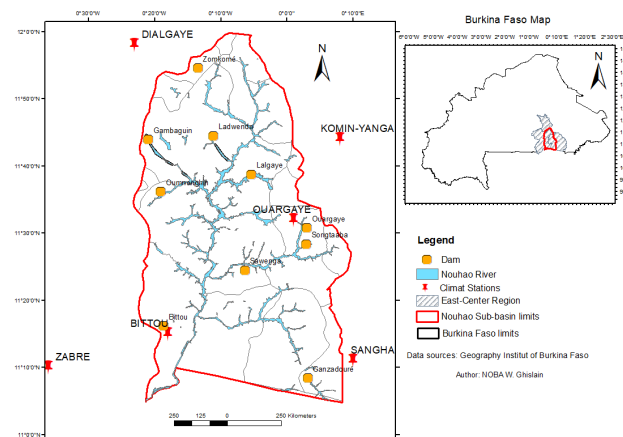 0°30'0"W 0°20'0"W 0°10'0"W 0°0'0" 0°10'0"E
12°0'0"N
11°50'0"N
11°40'0"N
11°30'0"N
11°20'0"N
11°10'0"N
11°0'0"N
DIALGAYE
Zomkomé
N
Gambaguin
Ladwenda
KOMIN-YANGA
Lalgaye
OUARGAYE
Ouargaye
Songtaaba
Sawenga
Bittou
BITTOU
ZABRE
SANGHA
Ganzadouré
250 125 0 250 Kilometers
Burkina Faso Map
N
Legend
Dam
Nouhao River
Climat Stations
East-Center Region
Nouhao Sub-basin limits
Burkina Faso limits
Data sources: Geography Institut of Burkina Faso
Author: NOBA W. Ghislain